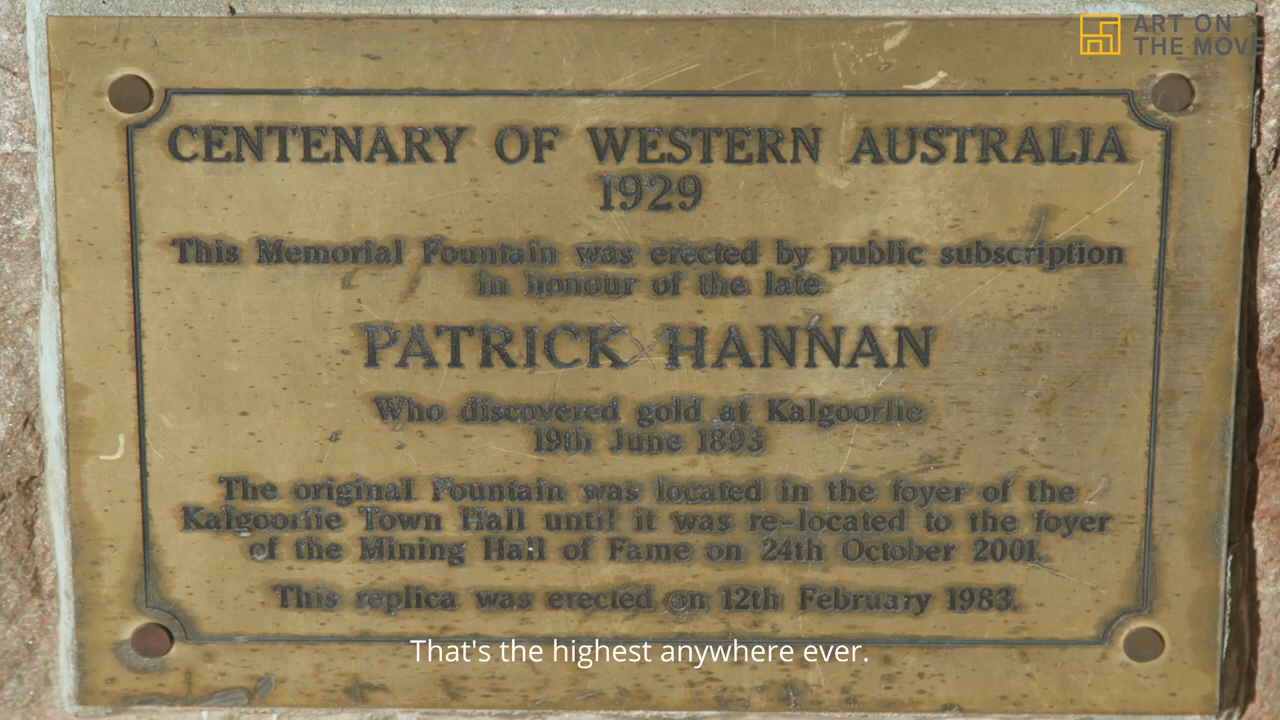 ART ON
THE MOVE
CENTENARY OF WESTERN AUSTRALIA
1929
This Memorial Fountain was erected by public subscription
in honour of the late
PATRICK HANNAN
Who discovered gold at Kalgoorlie
19th June 1893
The original Fountain was located in the foyer of the
Kalgoorlie Town Hall until it was re-located to the foyer
of the Mining Hall of Fame on 24th October 2001.
This replica was erected on 12th February 1983.
That's the highest anywhere ever.